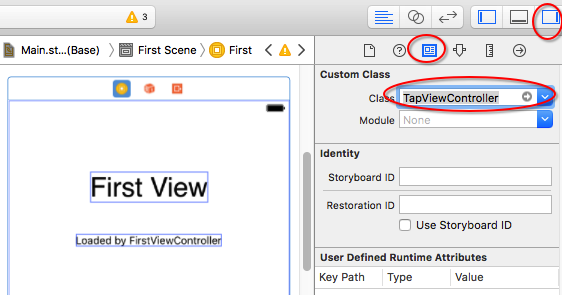 3
Main.st...(Base) First Scene First
Custom Class
Class TapViewController
Module None
First View
Identity
Storyboard ID
Restoration ID
Use Storyboard ID
Loaded by FirstViewController
User Defined Runtime Attributes
Key Path Type Value